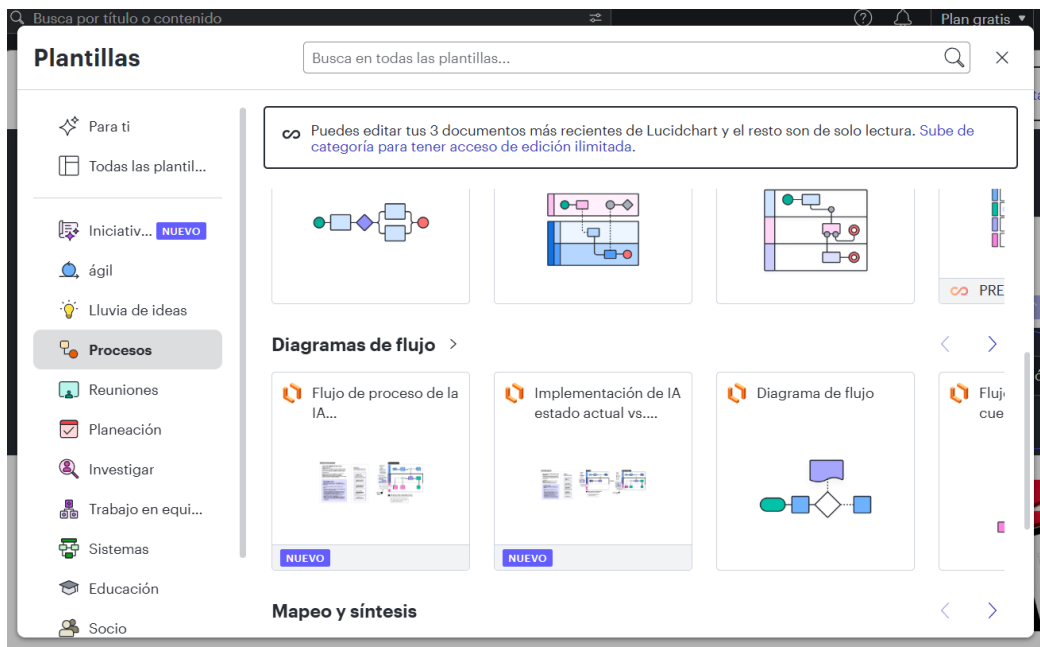 Busca por título o contenido
Plan gratis
Plantillas
Busca en todas las plantillas...
Para ti
Todas las plantil...
Iniciativ... NUEVO
ágil
Lluvia de ideas
Procesos
Reuniones
Planeación
Investigar
Trabajo en equi...
Sistemas
Educación
Socio
Puedes editar tus 3 documentos más recientes de Lucidchart y el resto son de solo lectura. Sube de
categoría para tener acceso de edición ilimitada.
PRE
Diagramas de flujo
Flujo de proceso de la
IA...
NUEVO
Implementación de IA
estado actual vs....
NUEVO
Diagrama de flujo
Fluj
cue
Mapeo y síntesis